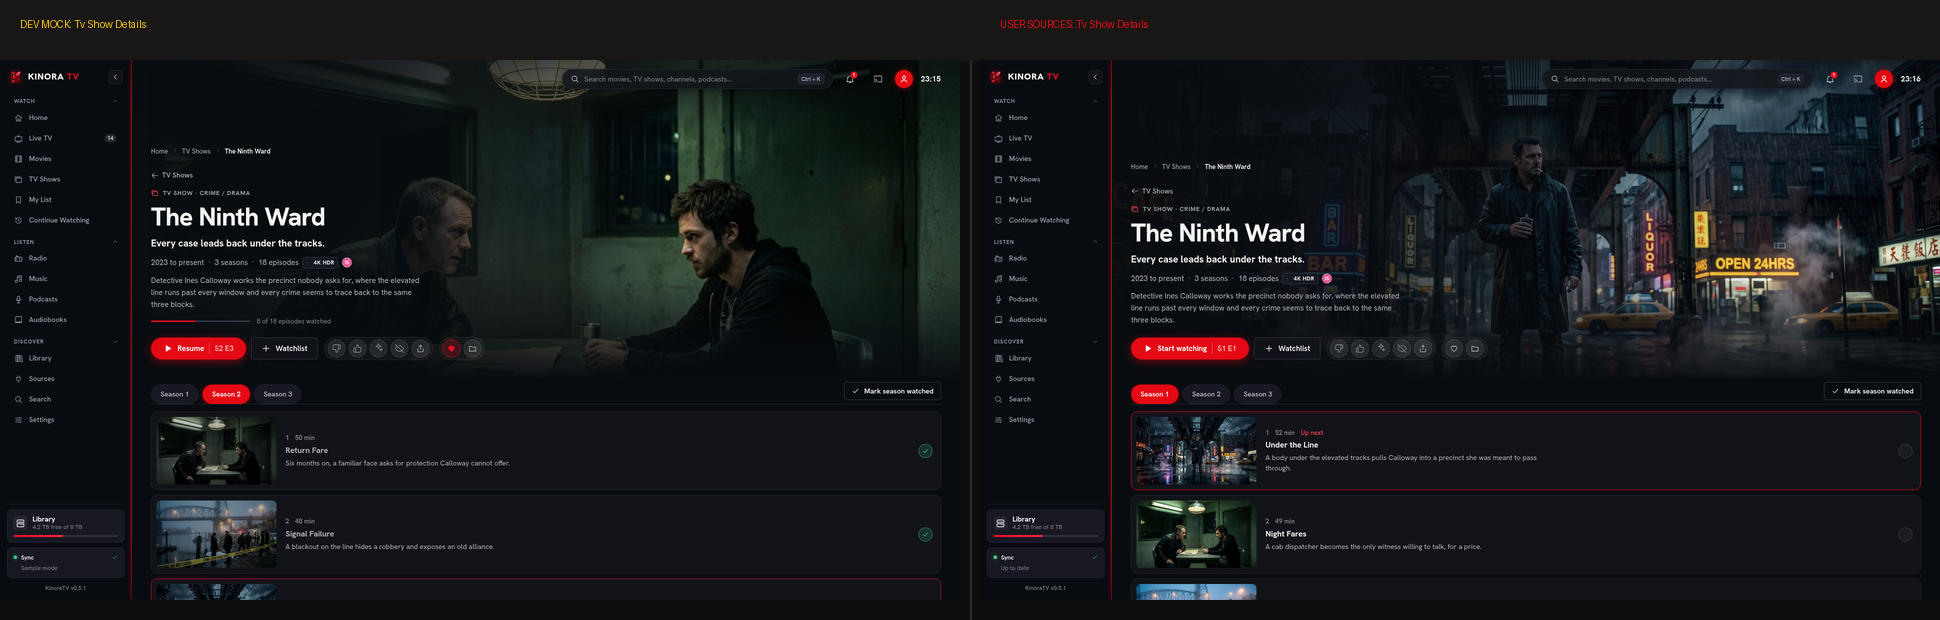 DEV MOCK: Tv Show Details
KINORA TV
WATCH
Home
Live TV 14
Movies
TV Shows
My List
Continue Watching
LISTEN
Radio
Music
Podcasts
Audiobooks
DISCOVER
Library
Sources
Search
Settings
Library
4.2 TB free of 8 TB
Sync
Sample mode
KinoraTV v0.5.1
Search movies, TV shows, channels, podcasts... Ctrl + K
1
23:15
Home TV Shows The Ninth Ward
TV Shows
TV SHOW · CRIME / DRAMA
The Ninth Ward
Every case leads back under the tracks.
2023 to present · 3 seasons · 18 episodes 4K HDR 15
Detective Ines Calloway works the precinct nobody asks for, where the elevated
line runs past every window and every crime seems to trace back to the same
three blocks.
8 of 18 episodes watched
Resume S2 E3
Watchlist
Season 1 Season 2 Season 3
Mark season watched
1 50 min
Return Fare
Six months on, a familiar face asks for protection Calloway cannot offer.
2 48 min
Signal Failure
A blackout on the line hides a robbery and exposes an old alliance.
USER SOURCES: Tv Show Details
KINORA TV
WATCH
Home
Live TV
Movies
TV Shows
My List
Continue Watching
LISTEN
Radio
Music
Podcasts
Audiobooks
DISCOVER
Library
Sources
Search
Settings
Library
4.2 TB free of 8 TB
Sync
Up to date
KinoraTV v0.5.1
Search movies, TV shows, channels, podcasts... Ctrl + K
1
23:16
Home TV Shows The Ninth Ward
TV Shows
TV SHOW · CRIME / DRAMA
The Ninth Ward
Every case leads back under the tracks.
2023 to present · 3 seasons · 18 episodes 4K HDR 15
Detective Ines Calloway works the precinct nobody asks for, where the elevated
line runs past every window and every crime seems to trace back to the same
three blocks.
LIQUOR
BAR
LIQUOR
OPEN 24HRS
Start watching S1 E1
Watchlist
Season 1 Season 2 Season 3
Mark season watched
1 52 min Up next
Under the Line
A body under the elevated tracks pulls Calloway into a precinct she was meant to pass
through.
2 49 min
Night Fares
A cab dispatcher becomes the only witness willing to talk, for a price.